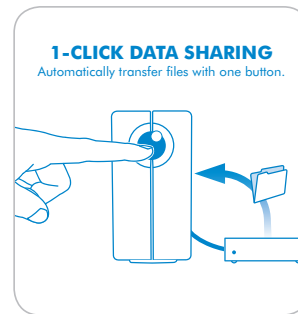 1-CLICK DATA SHARING
Automatically transfer files with one button.